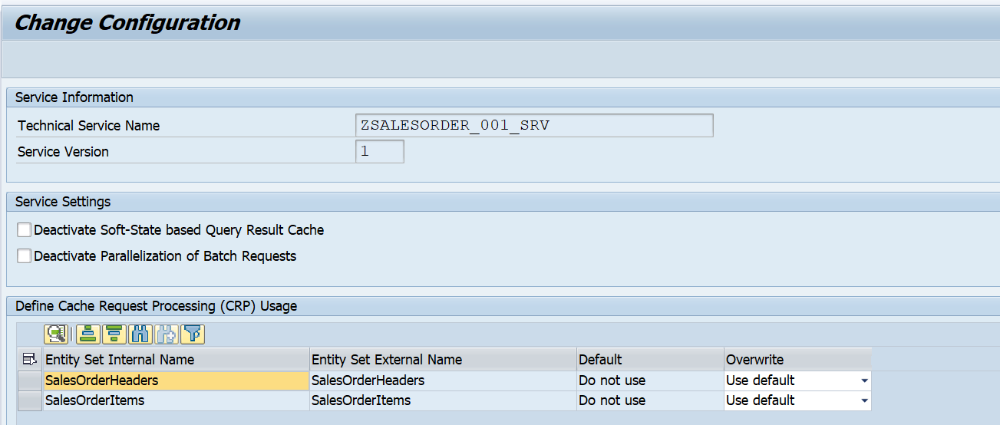 Change Configuration
Service Information
Technical Service Name ZSALESORDER_001_SRV
Service Version 1
Service Settings
Deactivate Soft-State based Query Result Cache
Deactivate Parallelization of Batch Requests
Define Cache Request Processing (CRP) Usage
Entity Set Internal Name Entity Set External Name Default Overwrite
SalesOrderHeaders SalesOrderHeaders Do not use Use default
SalesOrderItems SalesOrderItems Do not use Use default